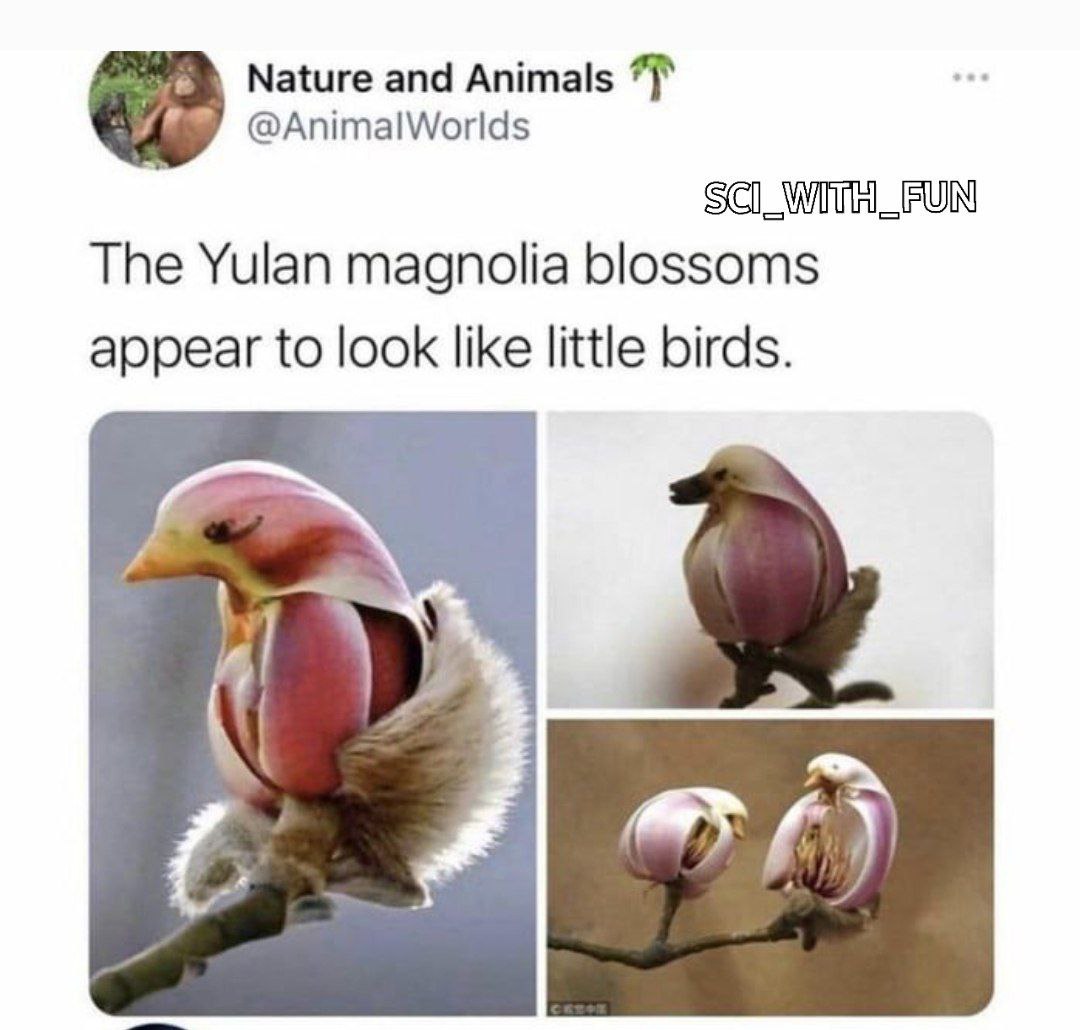 Nature and Animals 🌴
@AnimalWorlds
SCI_WITH_FUN
The Yulan magnolia blossoms
appear to look like little birds.